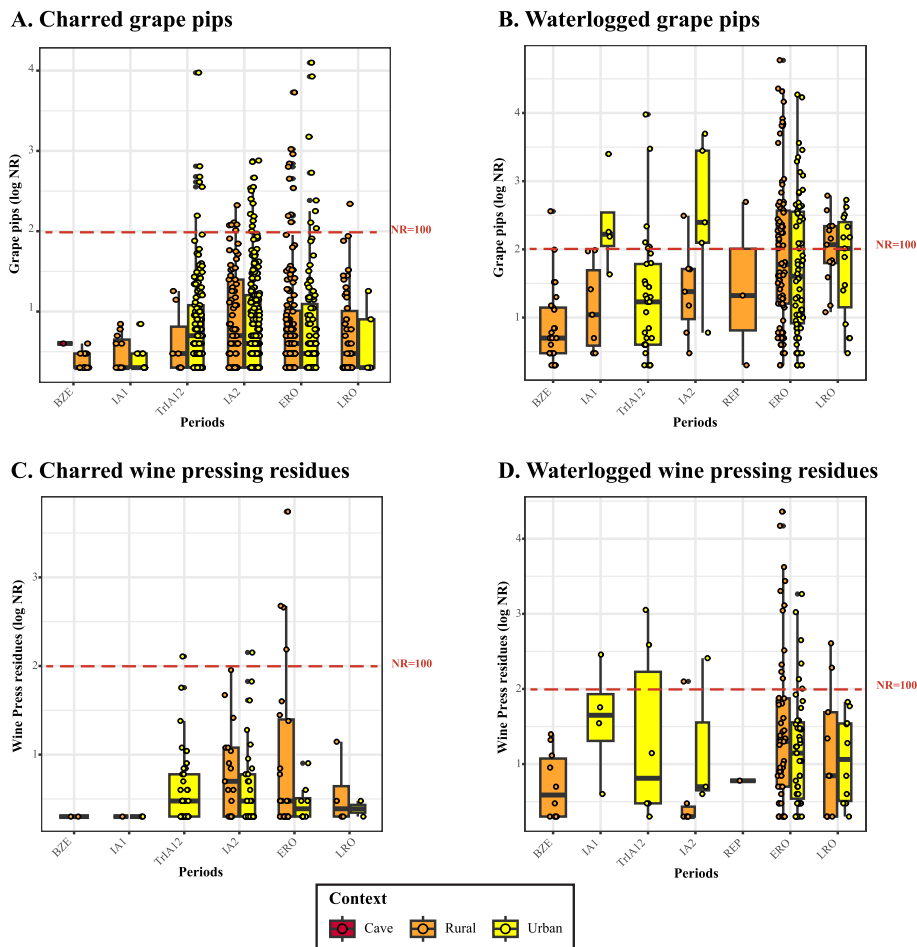 A. Charred grape pips
B. Waterlogged grape pips
Grape pips (log NR)
4
3
2
1
NR=100
BZE
IA1
TrIA12
IA2
ERO
LRO
Periods
Grape pips (log NR)
4
3
2
1
NR=100
BZE
IA1
TrIA12
IA2
REP
ERO
LRO
Periods
C. Charred wine pressing residues
D. Waterlogged wine pressing residues
Wine Press residues (log NR)
3
2
1
NR=100
BZE
IA1
TrIA12
IA2
ERO
LRO
Periods
Wine Press residues (log NR)
4
3
2
1
NR=100
BZE
IA1
TrIA12
IA2
REP
ERO
LRO
Periods
Context
Cave Rural Urban